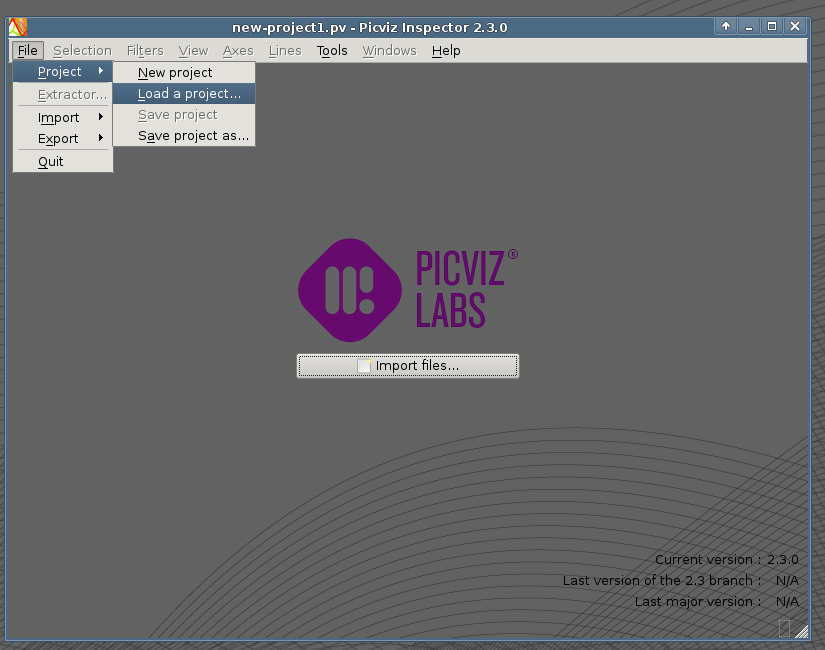 new-project1.pv - Picviz Inspector 2.3.0
File Selection Filters View Axes Lines Tools Windows Help
Project
Extractor...
Import
Export
Quit
New project
Load a project...
Save project
Save project as...
PICVIZ®
LABS
Import files...
Current version : 2.3.0
Last version of the 2.3 branch : N/A
Last major version : N/A